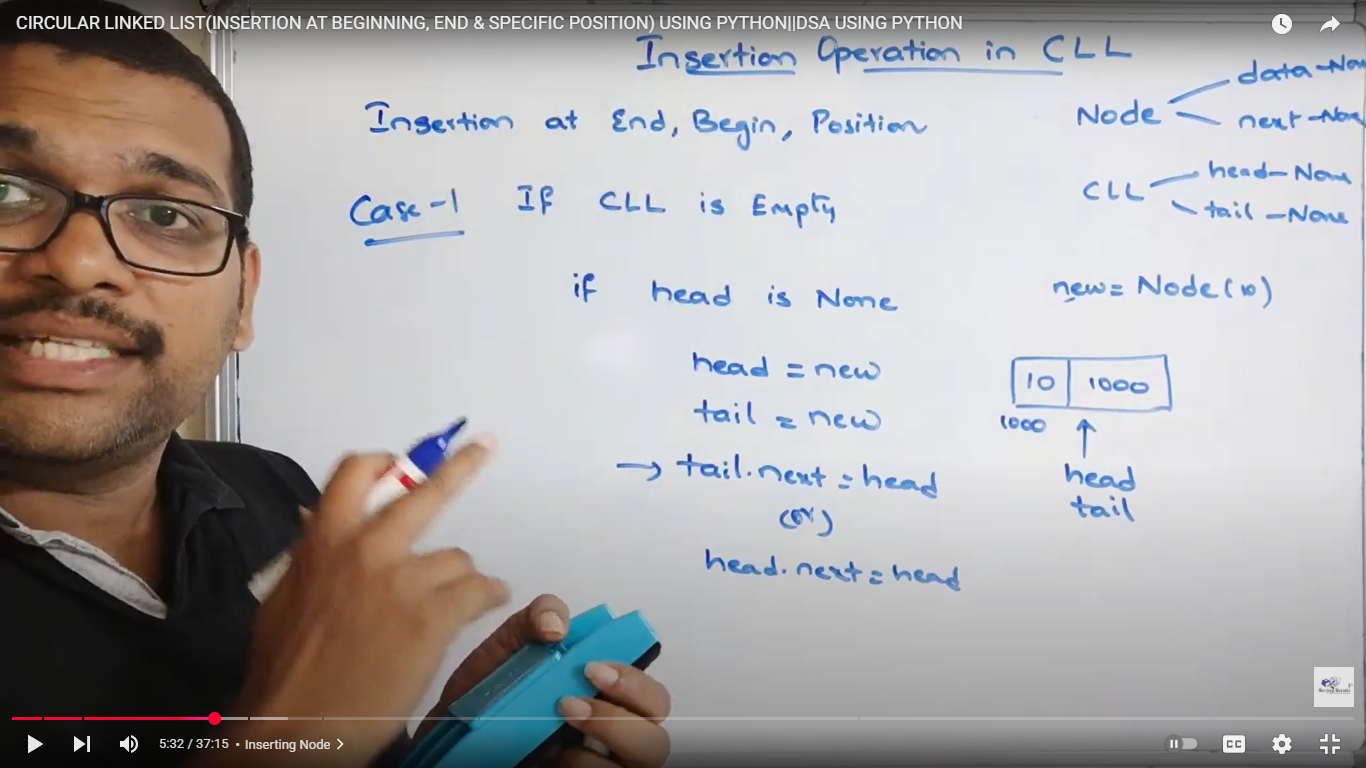 CIRCULAR LINKED LIST(INSERTION AT BEGINNING, END & SPECIFIC POSITION) USING PYTHON||DSA USING PYTHON
Insertion Operation in CLL
Insertion at End, Begin, Position
Node
data-Non
next-Non
CLL
head-None
tail-None
Case-1 If CLL is Empty
if head is None
new = Node(10)
head = new
tail = new
→ tail.next = head
(or)
head.next = head
10 1000
1000
head
tail
5:32 / 37:15 • Inserting Node >
CC